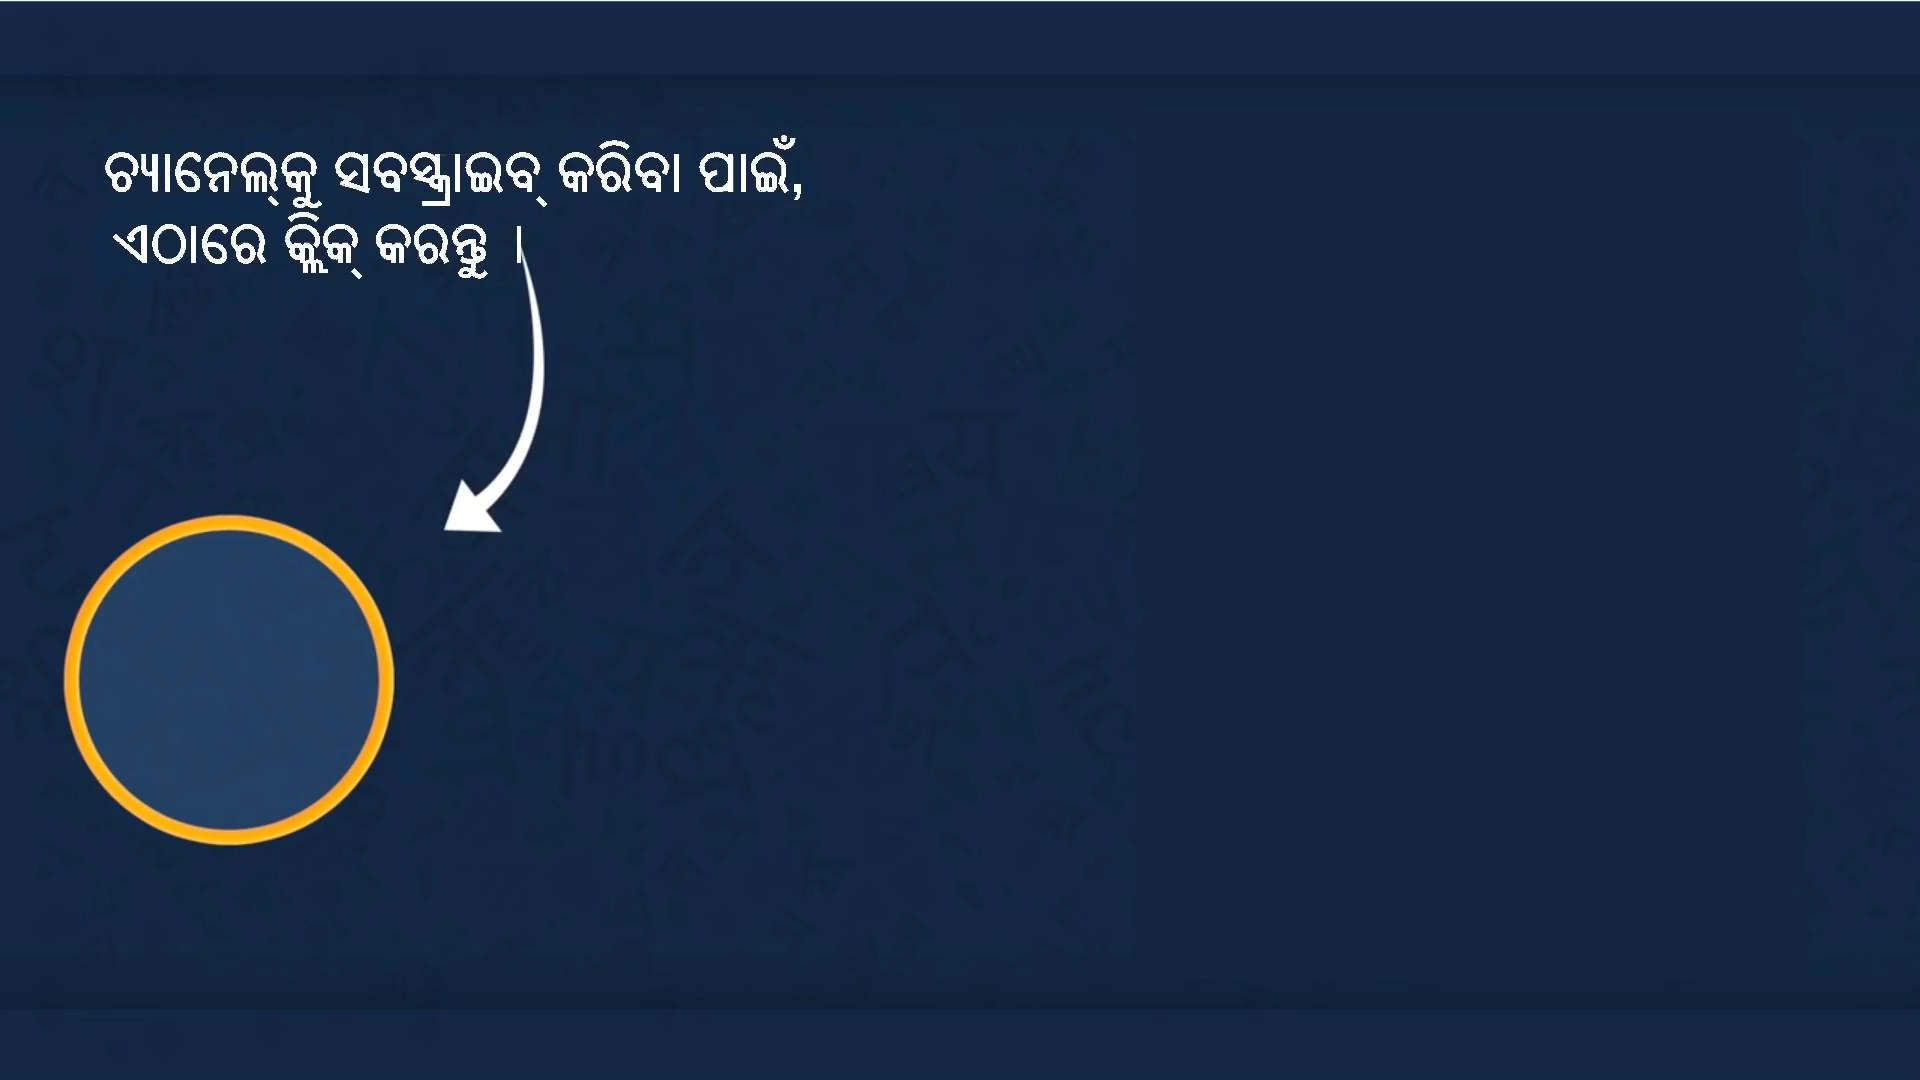 ଚ୍ୟାନେଲ୍‌କୁ ସବସ୍କ୍ରାଇବ୍ କରିବା ପାଇଁ,
ଏଠାରେ କ୍ଲିକ୍ କରନ୍ତୁ ।